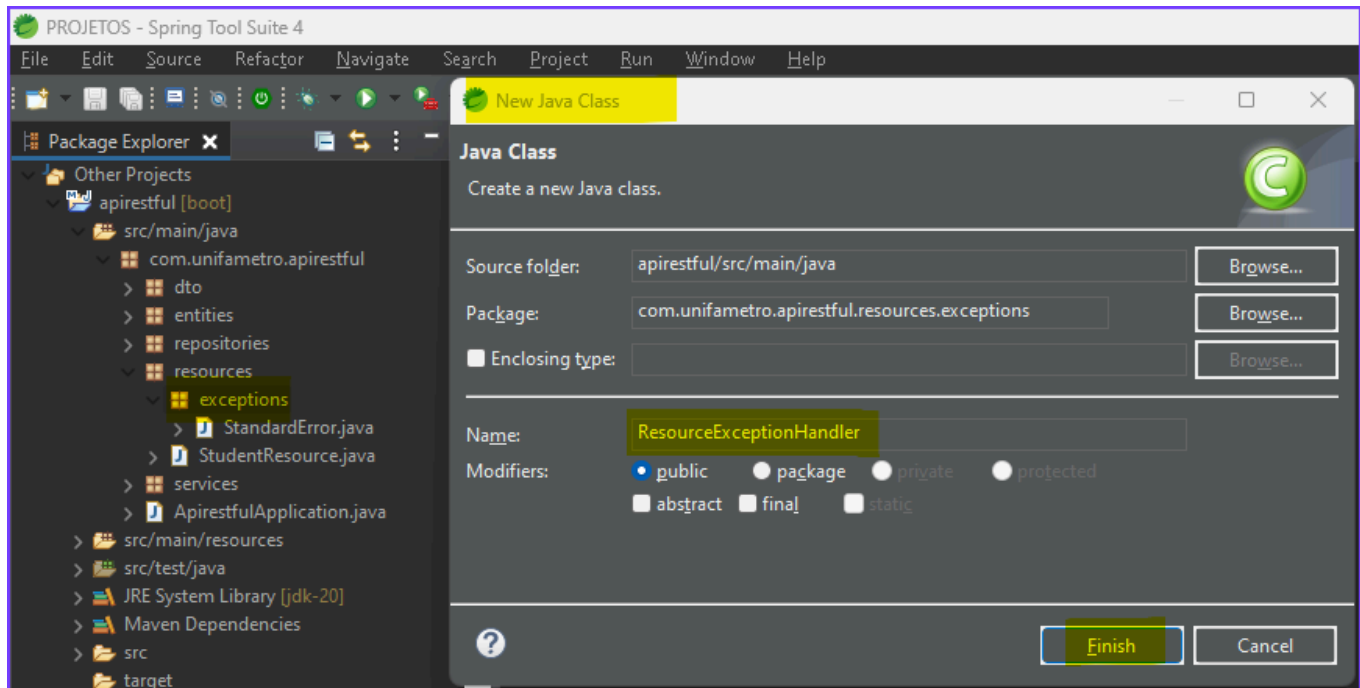 PROJETOS - Spring Tool Suite 4
File Edit Source Refactor Navigate Search Project Run Window Help
Package Explorer
Other Projects
apirestful [boot]
src/main/java
com.unifametro.apirestful
dto
entities
repositories
resources
exceptions
StandardError.java
StudentResource.java
services
ApirestfulApplication.java
src/main/resources
src/test/java
JRE System Library [jdk-20]
Maven Dependencies
src
target
New Java Class
Java Class
Create a new Java class.
Source folder: apirestful/src/main/java Browse...
Package: com.unifametro.apirestful.resources.exceptions Browse...
Enclosing type: Browse...
Name: ResourceExceptionHandler
Modifiers: public package private protected
abstract final static
Finish Cancel